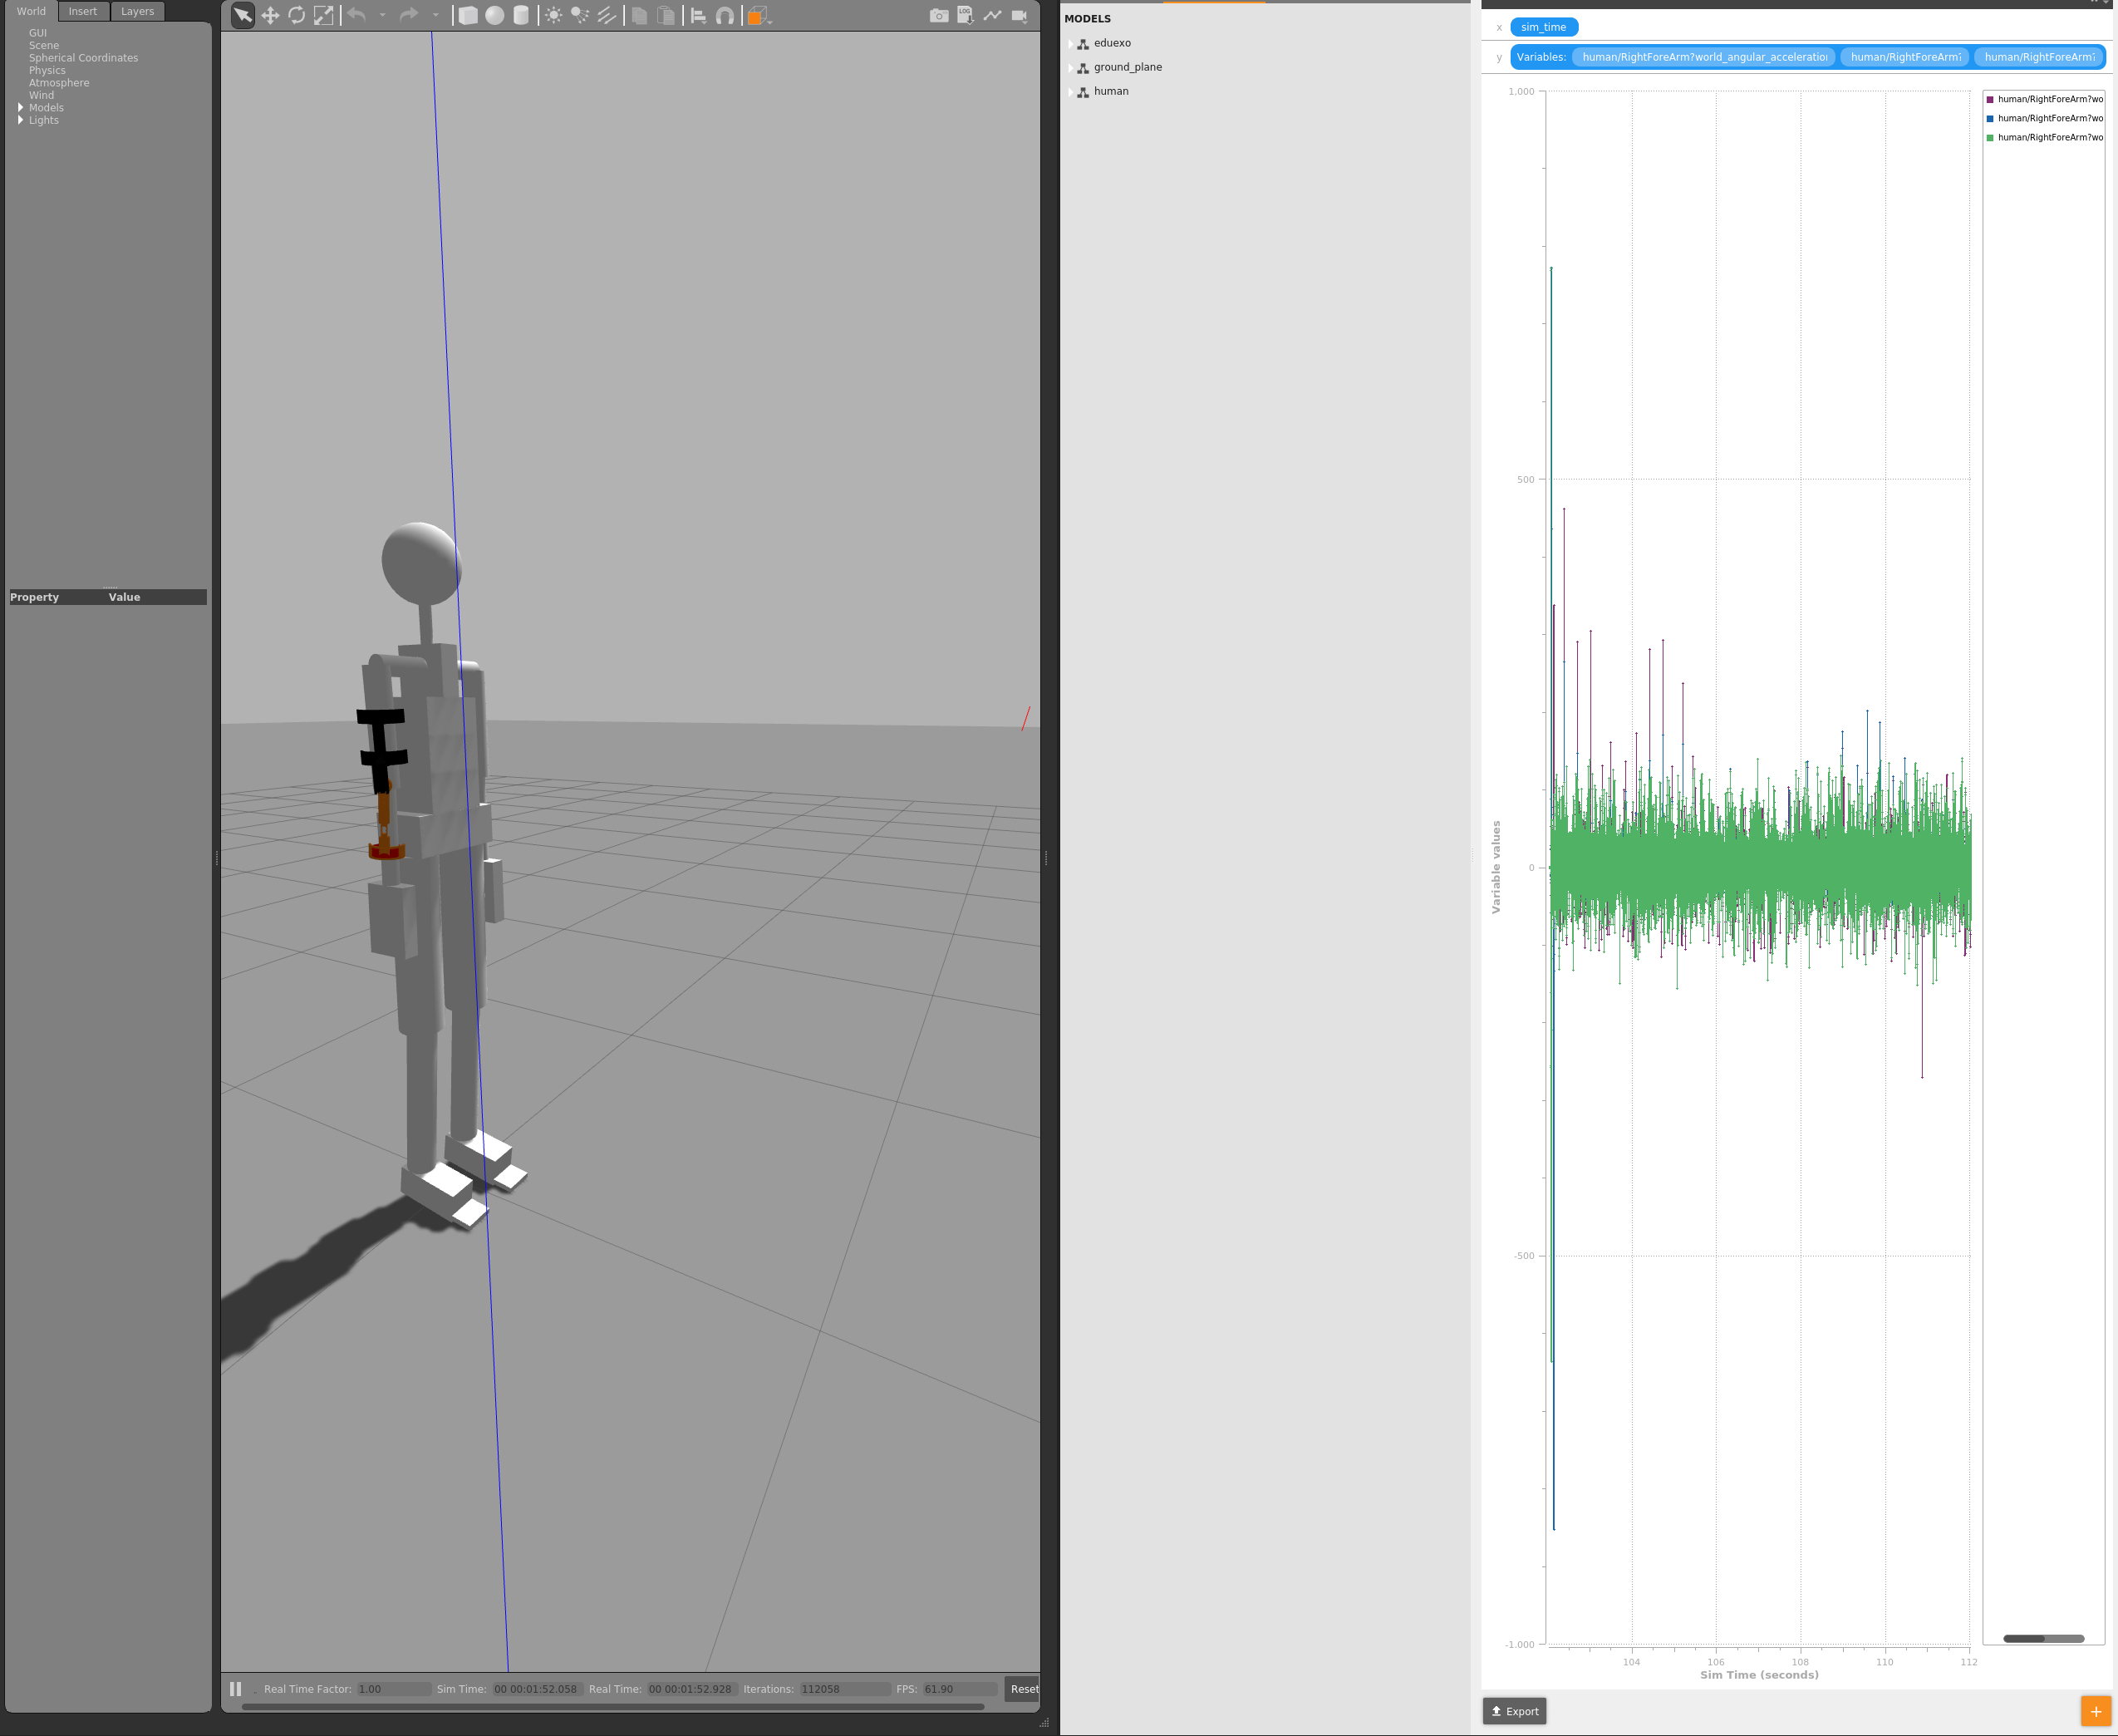 World Insert Layers
GUI
Scene
Spherical Coordinates
Physics
Atmosphere
Wind
Models
Lights
Property Value
LOG
Real Time Factor: 1.00 Sim Time: 00 00:01:52.058 Real Time: 00 00:01:52.928 Iterations: 112058 FPS: 61.90 Reset
MODELS
eduexo
ground_plane
human
x sim_time
y Variables: human/RightForeArm?world_angular_acceleratio human/RightForeArm? human/RightForeArm?
1,000
500
0
-500
-1.000
Variable values
104 106 108 110 112
Sim Time (seconds)
human/RightForeArm?wo
human/RightForeArm?wo
human/RightForeArm?wo
Export
+